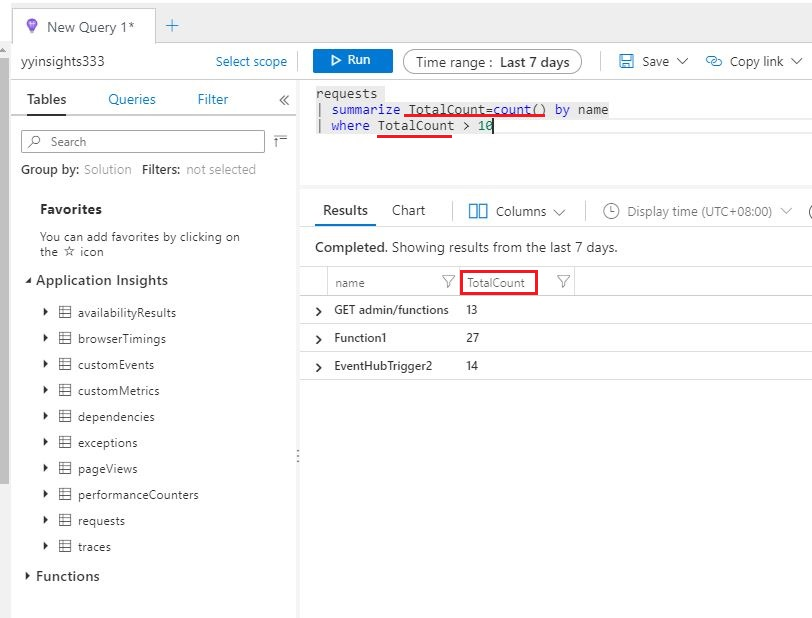 New Query 1*
yyinsights333
Select scope
Run
Time range : Last 7 days
Save
Copy link
Tables
Queries
Filter
Search
Group by: Solution Filters: not selected
Favorites
You can add favorites by clicking on
the ☆ icon
Application Insights
availabilityResults
browserTimings
customEvents
customMetrics
dependencies
exceptions
pageViews
performanceCounters
requests
traces
Functions
requests
| summarize TotalCount=count() by name
| where TotalCount > 10
Results
Chart
Columns
Display time (UTC+08:00)
Completed. Showing results from the last 7 days.
name TotalCount
GET admin/functions 13
Function1 27
EventHubTrigger2 14